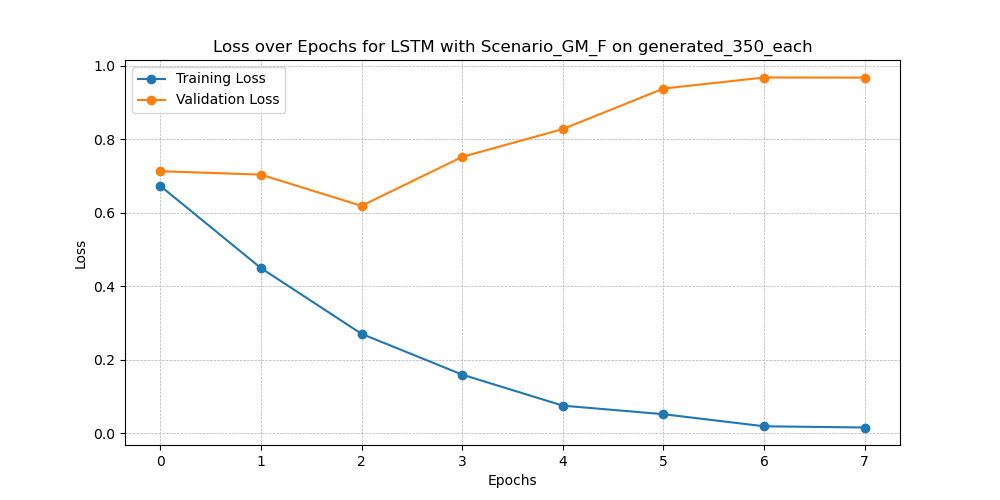 Loss over Epochs for LSTM with Scenario_GM_F on generated_350_each
Training Loss
Validation Loss
1.0
0.8
0.6
0.4
0.2
0.0
Loss
0 1 2 3 4 5 6 7
Epochs